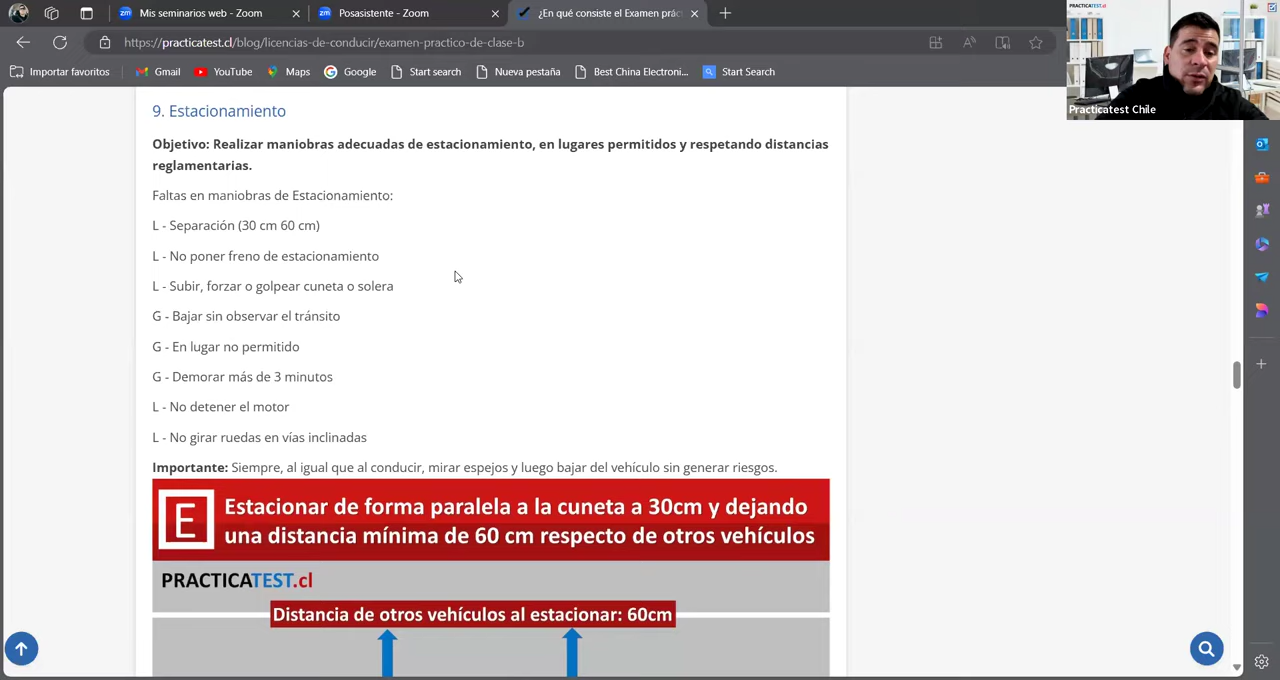 Mis seminarios web - Zoom
Posasistente - Zoom
¿En qué consiste el Examen prác
https://practicatest.cl/blog/licencias-de-conducir/examen-practico-de-clase-b
Importar favoritos
Gmail
YouTube
Maps
Google
Start search
Nueva pestaña
Best China Electroni...
Start Search
PRACTICATEST.cl
Practicatest Chile
9. Estacionamiento
Objetivo: Realizar maniobras adecuadas de estacionamiento, en lugares permitidos y respetando distancias
reglamentarias.
Faltas en maniobras de Estacionamiento:
L - Separación (30 cm 60 cm)
L - No poner freno de estacionamiento
L - Subir, forzar o golpear cuneta o solera
G - Bajar sin observar el tránsito
G - En lugar no permitido
G - Demorar más de 3 minutos
L - No detener el motor
L - No girar ruedas en vías inclinadas
Importante: Siempre, al igual que al conducir, mirar espejos y luego bajar del vehículo sin generar riesgos.
E
Estacionar de forma paralela a la cuneta a 30cm y dejando
una distancia mínima de 60 cm respecto de otros vehículos
PRACTICATEST.cl
Distancia de otros vehículos al estacionar: 60cm